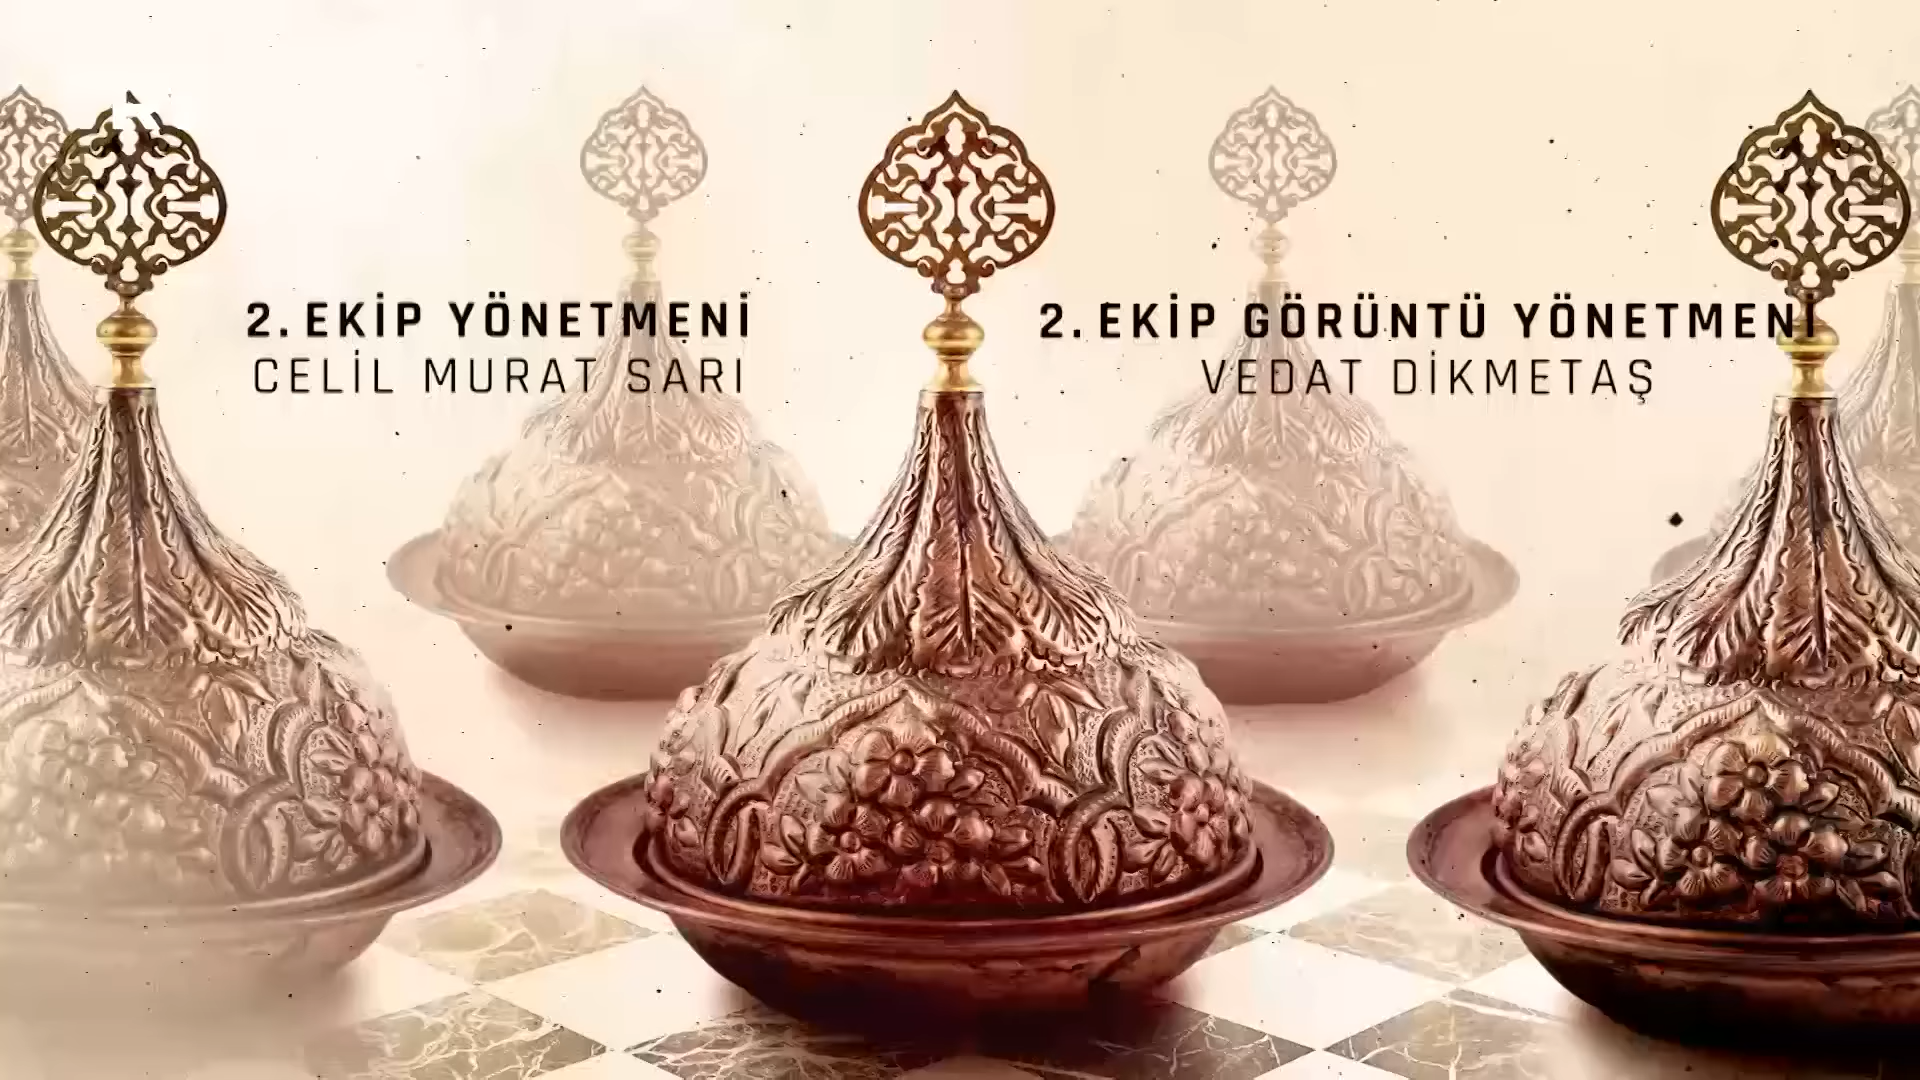 2. EKİP YÖNETMENİ
CELİL MURAT SARI
2. EKİP GÖRÜNTÜ YÖNETMENİ
VEDAT DİKMETAŞ